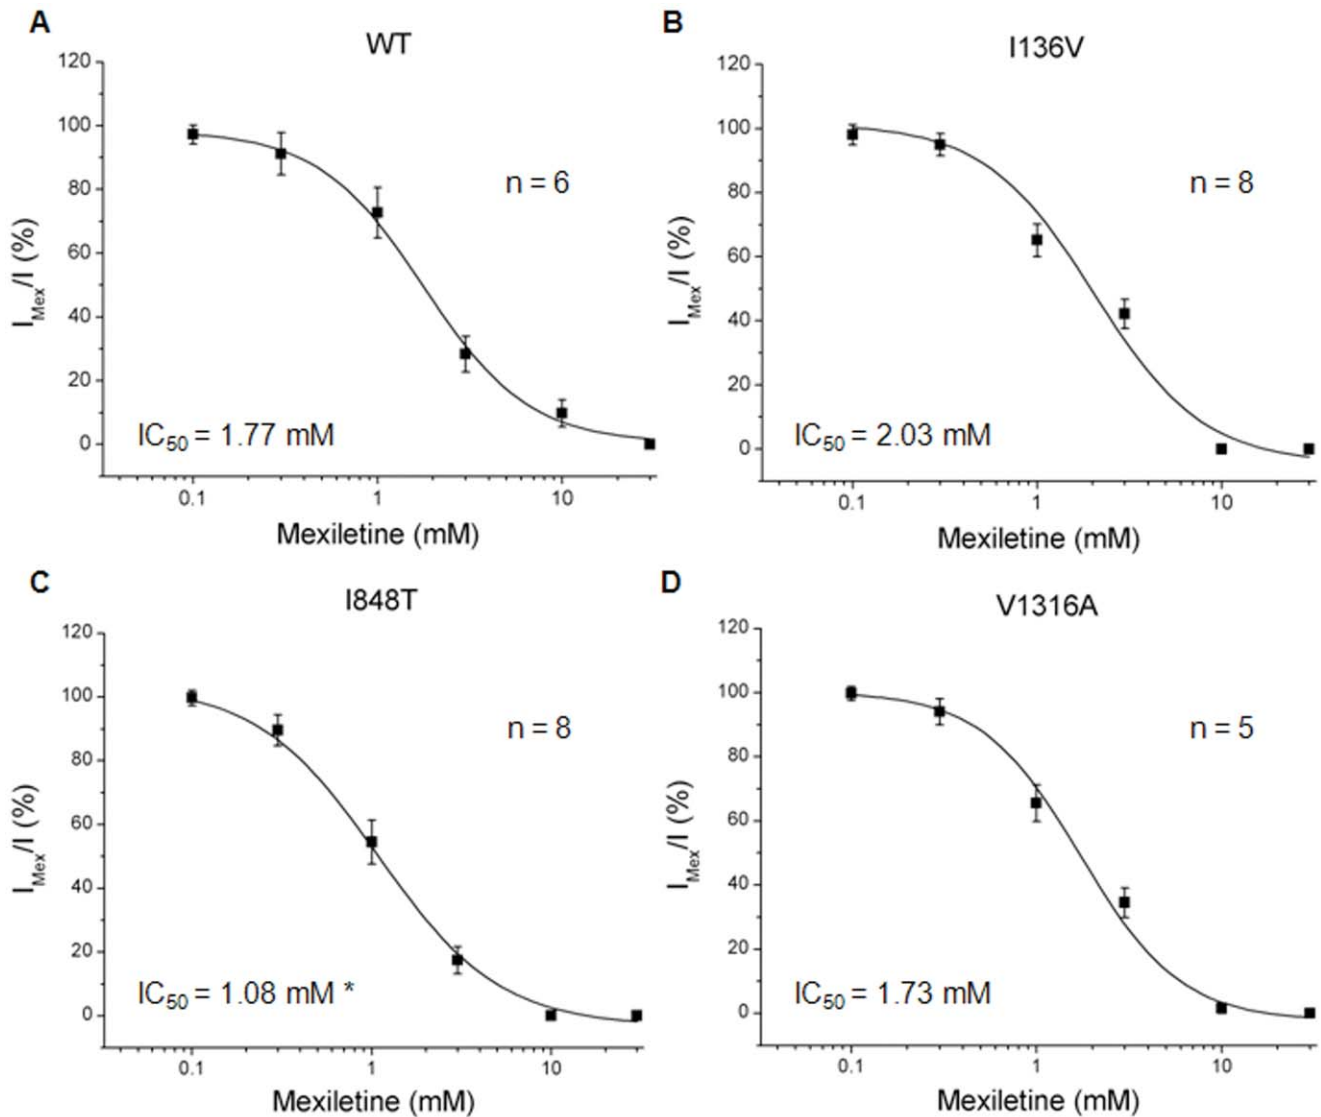 A
WT
120
100
80
60
40
20
0
I_Mex/I (%)
n = 6
IC₅₀ = 1.77 mM
0.1 1 10
Mexiletine (mM)
B
I136V
120
100
80
60
40
20
0
I_Mex/I (%)
n = 8
IC₅₀ = 2.03 mM
0.1 1 10
Mexiletine (mM)
C
I848T
120
100
80
60
40
20
0
I_Mex/I (%)
n = 8
IC₅₀ = 1.08 mM *
0.1 1 10
Mexiletine (mM)
D
V1316A
120
100
80
60
40
20
0
I_Mex/I (%)
n = 5
IC₅₀ = 1.73 mM
0.1 1 10
Mexiletine (mM)